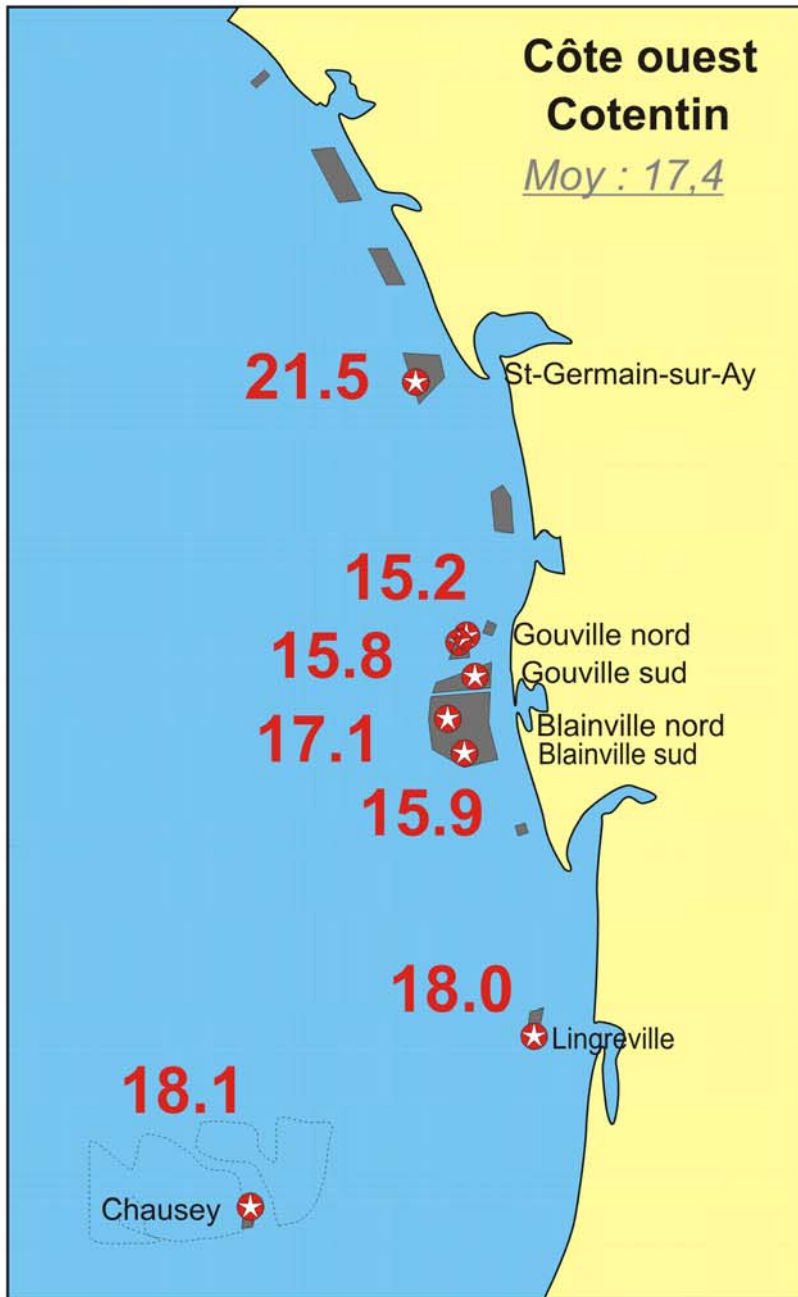 Côte ouest
Cotentin
Moy : 17,4
21.5
St-Germain-sur-Ay
15.2
Gouville nord
15.8
Gouville sud
17.1
Blainville nord
Blainville sud
15.9
18.0
Lingreville
18.1
Chausey